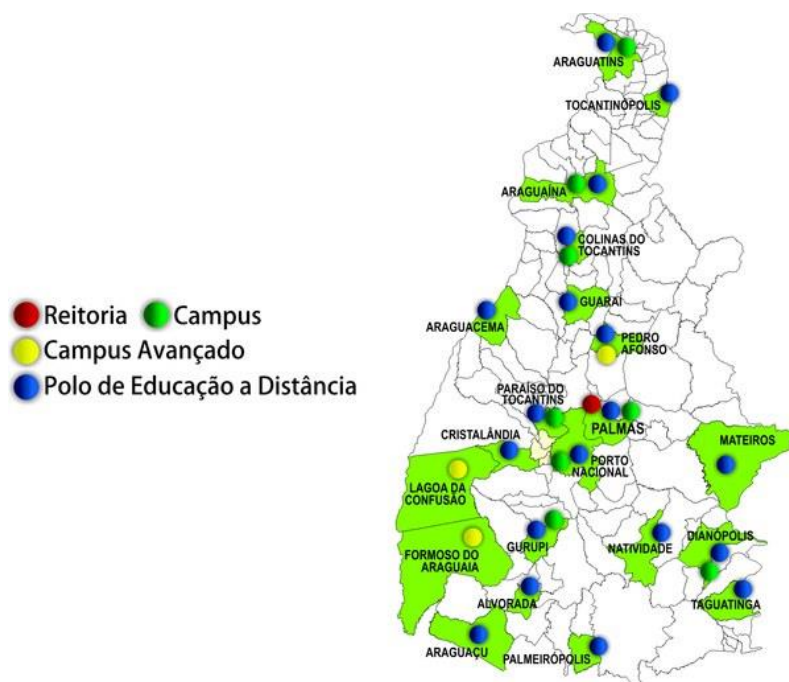 ARAGUATINS
TOCANTINÓPOLIS
ARAGUAÍNA
COLINAS DO
TOCANTINS
GUARAI
ARAGUACEMA
PEDRO
AFONSO
Reitoria
Campus
Campus Avançado
Polo de Educação a Distância
PARAÍSO DO
TOCANTINS
PALMAS
CRISTALÂNDIA
MATEIROS
PORTO
NACIONAL
LAGOA DA
CONFUSÃO
FORMOSO DO
ARAGUAIA
GURUPI
NATIVIDADE
DIANÓPOLIS
ALVORADA
TAGUATINGA
ARAGUAÇU
PALMEIRÓPOLIS